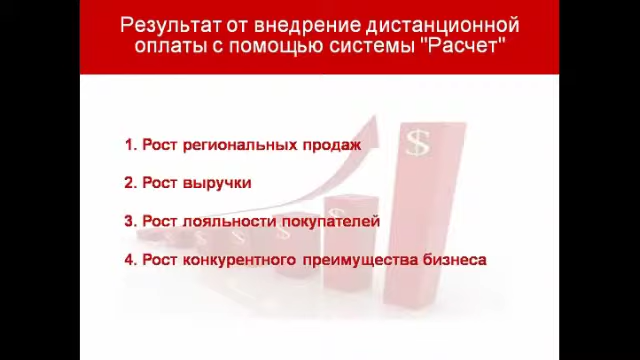 Результат от внедрение дистанционной
оплаты с помощью системы "Расчет"
1. Рост региональных продаж
2. Рост выручки
3. Рост лояльности покупателей
4. Рост конкурентного преимущества бизнеса
$
$
$
$